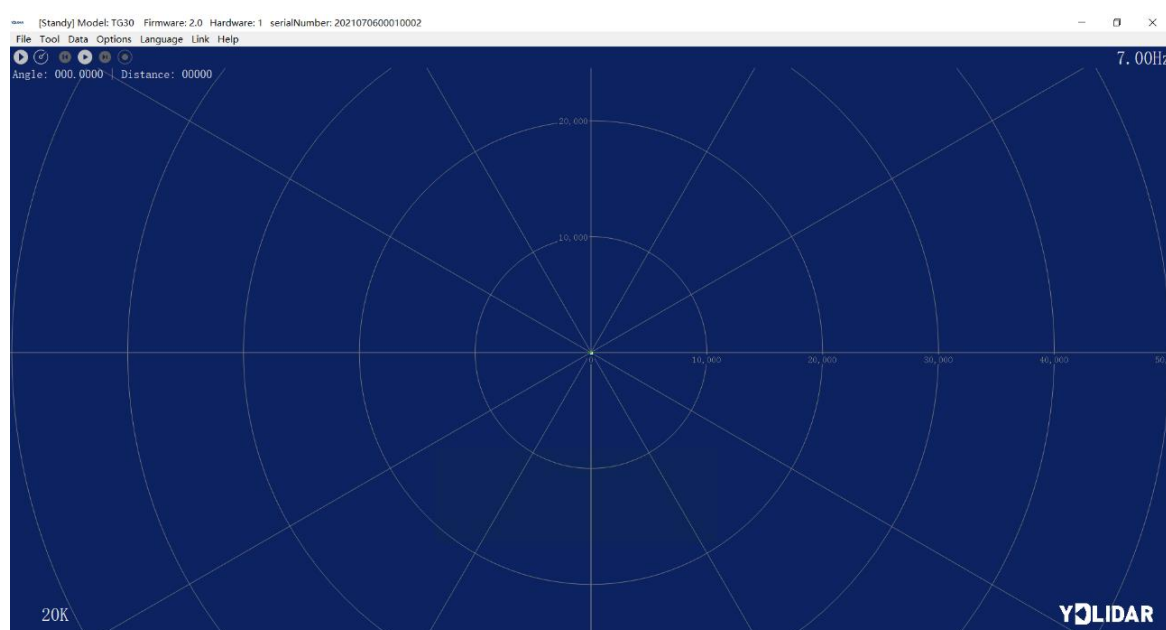 [Standy] Model: TG30 Firmware: 2.0 Hardware: 1 serialNumber: 2021070600010002
File Tool Data Options Language Link Help
7.00Hz
Angle: 000.0000 | Distance: 00000
20,000
10,000
0 10,000 20,000 30,000 40,000 50
20K
YDLIDAR